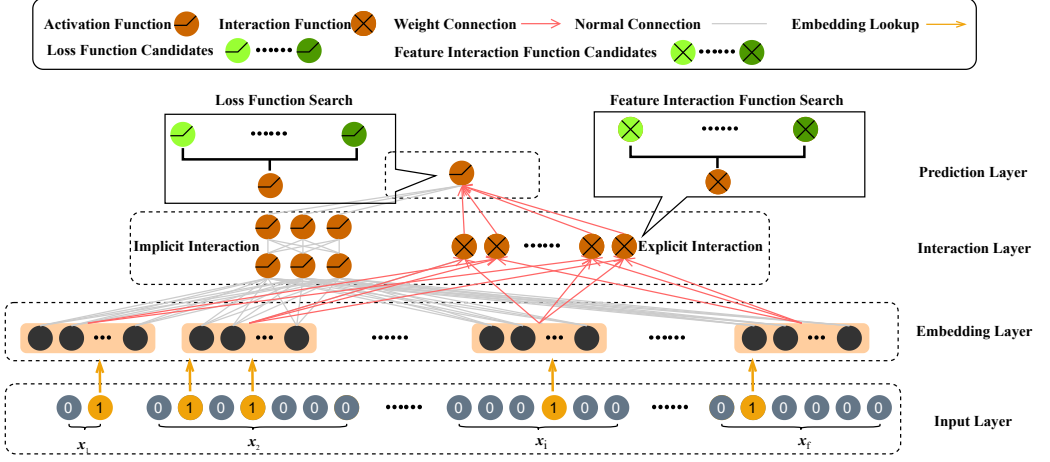 Activation Function Interaction Function Weight Connection Normal Connection Embedding Lookup
Loss Function Candidates •••••• Feature Interaction Function Candidates ••••••
Loss Function Search Feature Interaction Function Search
•••••• ••••••
Prediction Layer
Implicit Interaction •••••• Explicit Interaction Interaction Layer
••• ••• •••••• ••• •••••• ••• Embedding Layer
0 1 0 1 0 1 0 0 0 •••••• 0 0 0 1 0 •••••• 0 1 0 0 0 0
Input Layer
x₁ x₂ xᵢ x_f